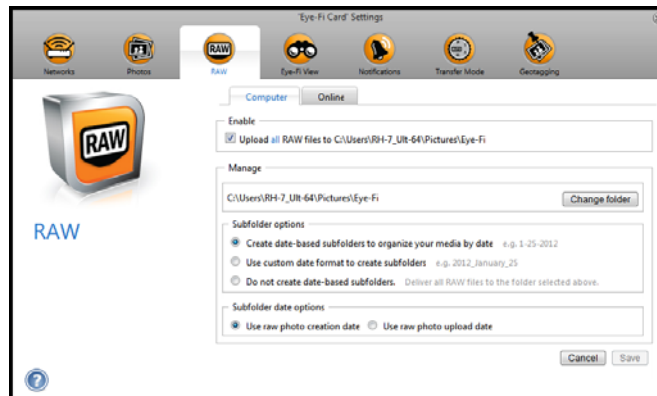 'Eye-Fi Card' Settings
Networks Photos RAW Eye-Fi View Notifications Transfer Mode Geotagging
Computer Online
RAW
Enable
Upload all RAW files to C:\Users\RH-7_Ult-64\Pictures\Eye-Fi
Manage
C:\Users\RH-7_Ult-64\Pictures\Eye-Fi Change folder
RAW
Subfolder options
Create date-based subfolders to organize your media by date e.g. 1-25-2012
Use custom date format to create subfolders e.g. 2012_January_25
Do not create date-based subfolders. Deliver all RAW files to the folder selected above.
Subfolder date options
Use raw photo creation date Use raw photo upload date
Cancel Save
?